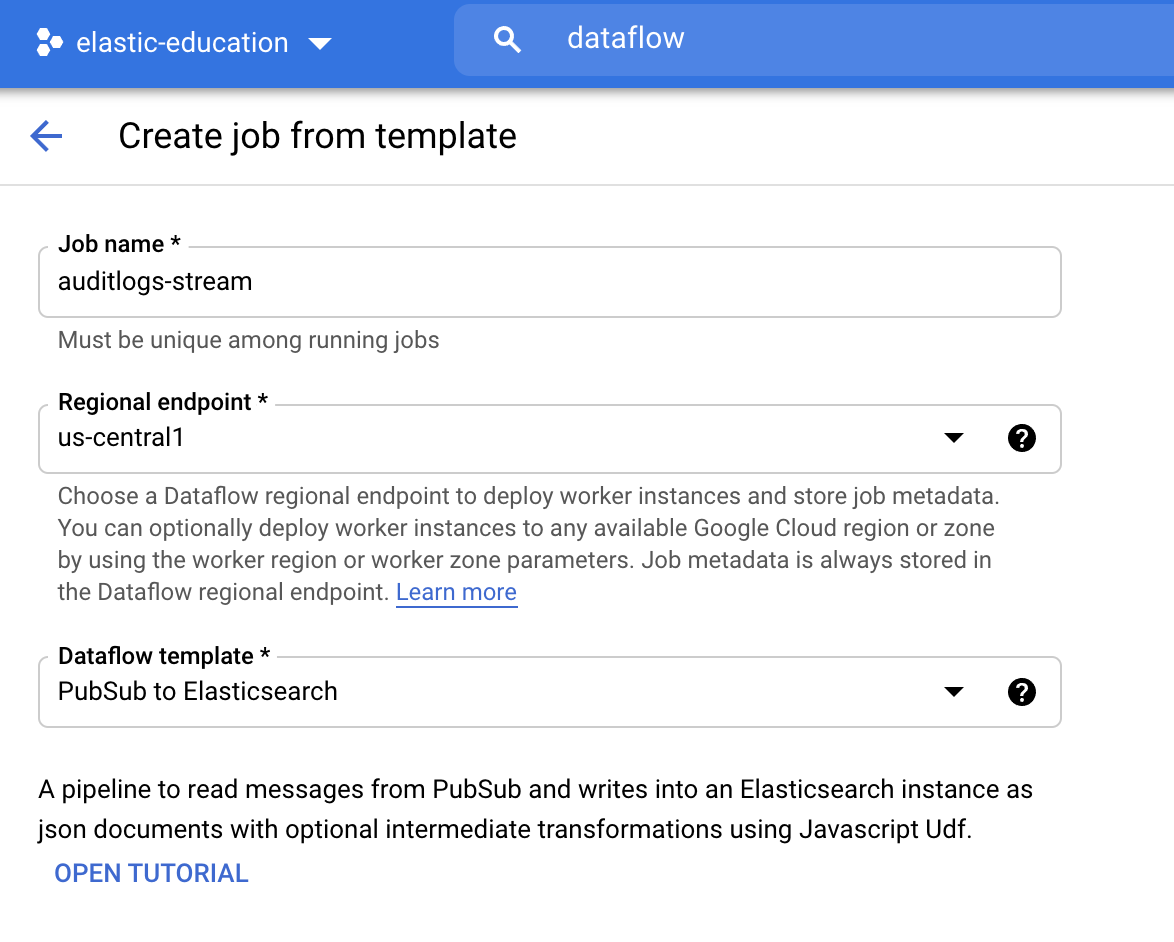 elastic-education
dataflow
Create job from template
Job name *
auditlogs-stream
Must be unique among running jobs
Regional endpoint *
us-central1
Choose a Dataflow regional endpoint to deploy worker instances and store job metadata.
You can optionally deploy worker instances to any available Google Cloud region or zone
by using the worker region or worker zone parameters. Job metadata is always stored in
the Dataflow regional endpoint. Learn more
Dataflow template *
PubSub to Elasticsearch
A pipeline to read messages from PubSub and writes into an Elasticsearch instance as
json documents with optional intermediate transformations using Javascript Udf.
OPEN TUTORIAL